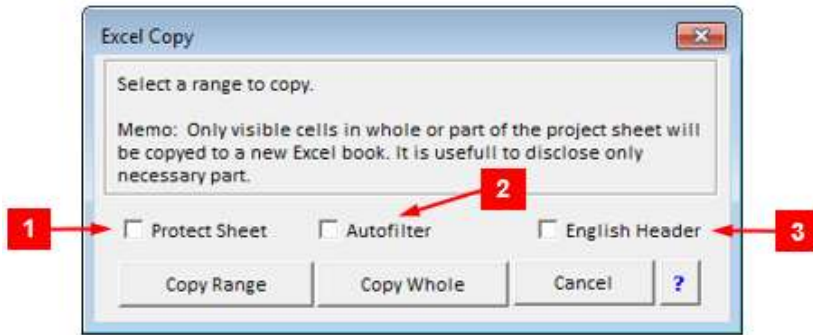 Excel Copy
Select a range to copy.
Memo: Only visible cells in whole or part of the project sheet will
be copyed to a new Excel book. It is usefull to disclose only
necessary part.
2
1
Protect Sheet
Autofilter
English Header
3
Copy Range
Copy Whole
Cancel
?